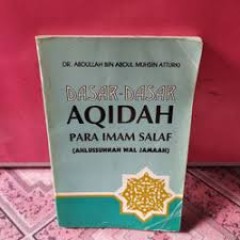 DR. ABDULLAH BIN ABDUL MUHSIN ATTURKI
DASAR-DASAR
AQIDAH
PARA IMAM SALAF
(AHLUSSUNNAH WAL JAMAAH)